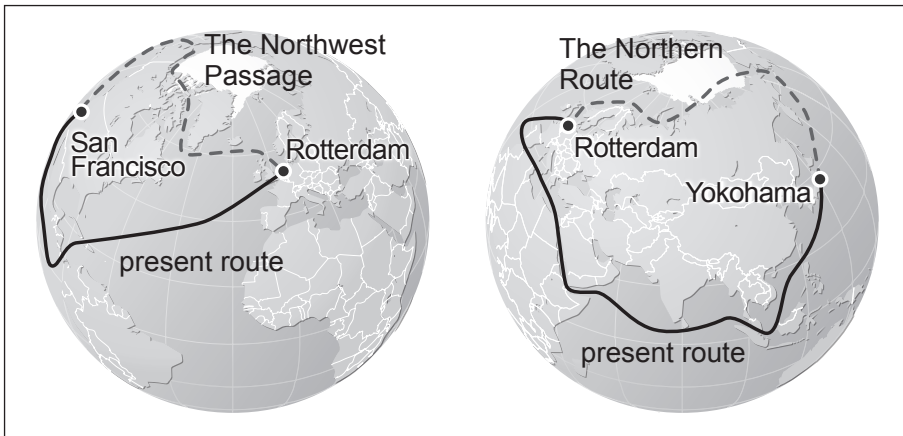 The Northwest
Passage
San
Francisco
Rotterdam
present route
The Northern
Route
Rotterdam
Yokohama
present route